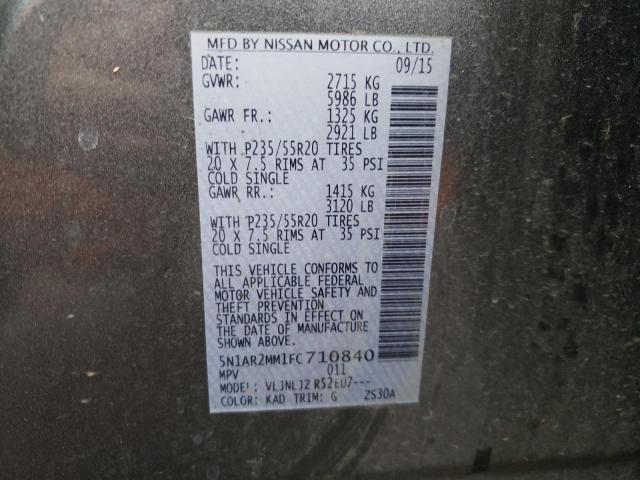 MFD BY NISSAN MOTOR CO., LTD.
DATE: 09/15
GVWR: 2715 KG
5986 LB
GAWR FR.: 1325 KG
2921 LB
WITH P235/55R20 TIRES
20 X 7.5 RIMS AT 35 PSI
COLD SINGLE
GAWR RR.: 1415 KG
3120 LB
WITH P235/55R20 TIRES
20 X 7.5 RIMS AT 35 PSI
COLD SINGLE
THIS VEHICLE CONFORMS TO
ALL APPLICABLE FEDERAL
MOTOR VEHICLE SAFETY AND
THEFT PREVENTION
STANDARDS IN EFFECT ON
THE DATE OF MANUFACTURE
SHOWN ABOVE.
5N1AR2MM1FC710840
MPV 011
MODEL: R52EU7---
COLOR: KAD TRIM: G ZS30A